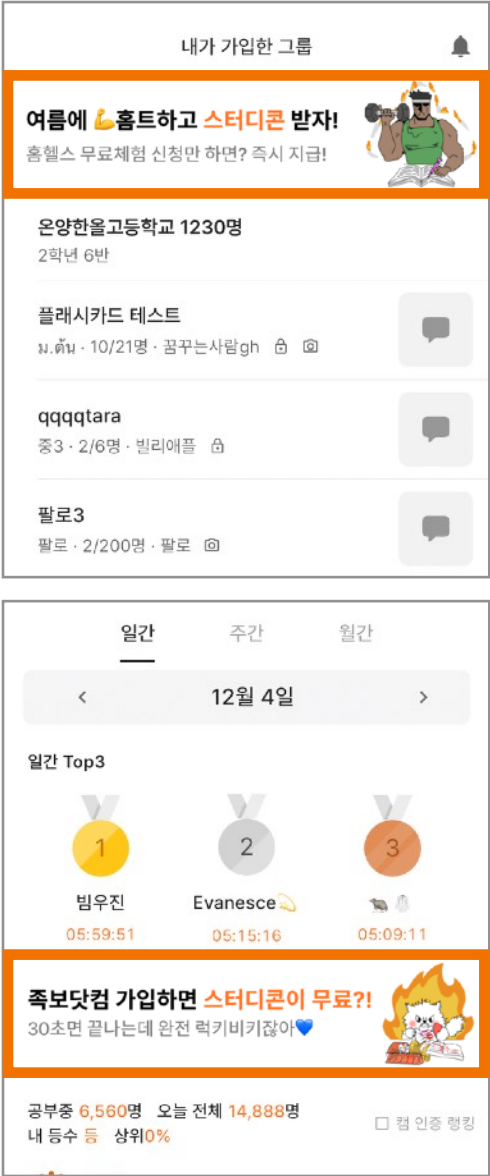 내가 가입한 그룹
여름에 💪홈트하고 스터디콘 받자!
홈헬스 무료체험 신청만 하면? 즉시 지급!
온양한올고등학교 1230명
2학년 6반
플래시카드 테스트
ม.ต้น · 10/21명 · 꿈꾸는사람gh
qqqqtara
중3 · 2/6명 · 빌리애플
팔로3
팔로 · 2/200명 · 팔로
일간 주간 월간
< 12월 4일 >
일간 Top3
1 2 3
빔우진 Evanesce💫 🦡 🥼
05:59:51 05:15:16 05:09:11
족보닷컴 가입하면 스터디콘이 무료?!
30초면 끝나는데 완전 럭키비키잖아💙
공부중 6,560명 오늘 전체 14,888명
내 등수 등 상위0%
캠 인증 랭킹